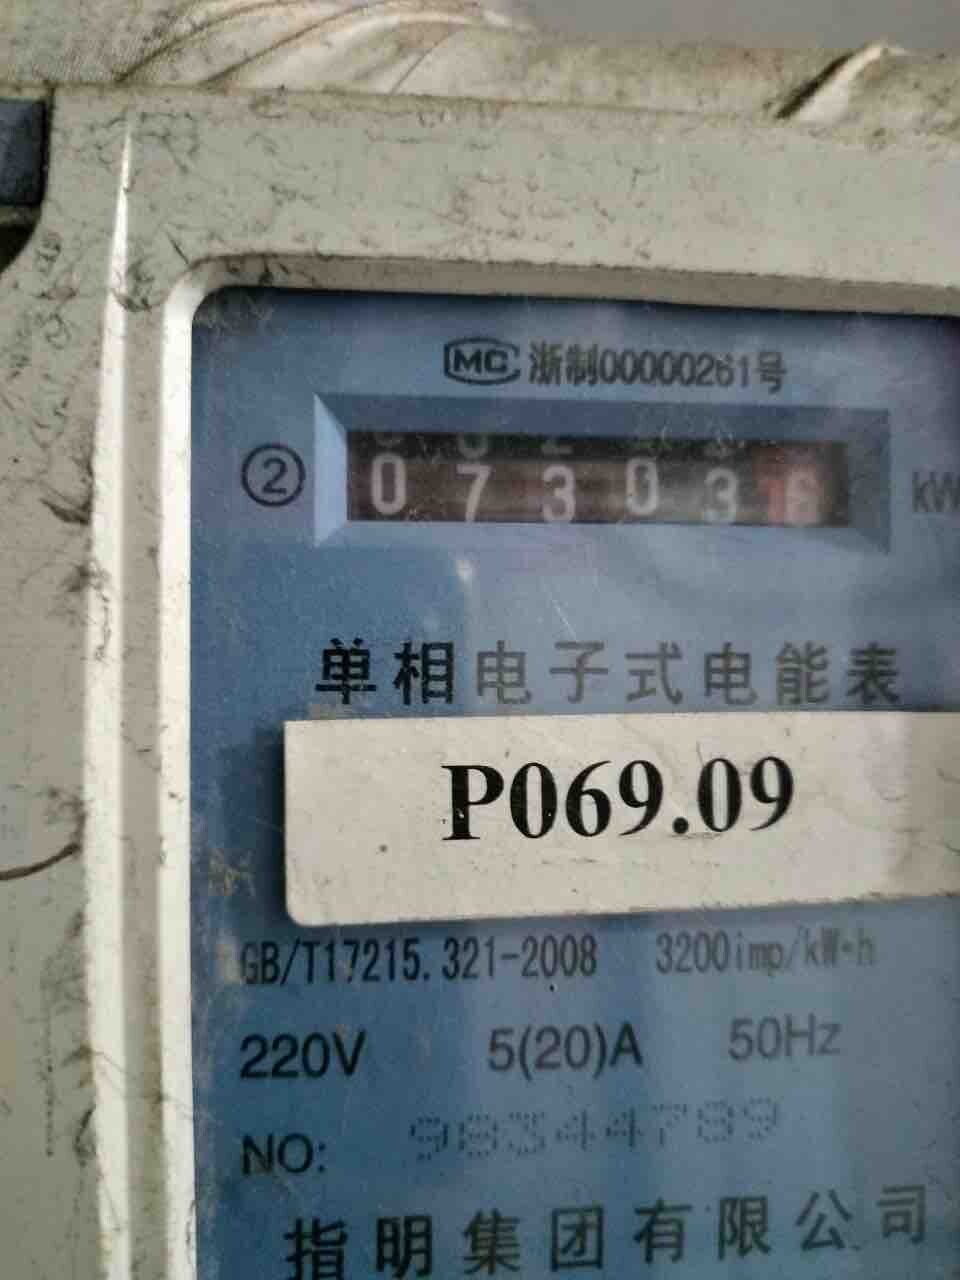 MC 浙制00000261号
② 073036 kW
单相电子式电能表
P069.09
GB/T17215.321-2008 3200imp/kW·h
220V 5(20)A 50Hz
NO: 98344789
指明集团有限公司